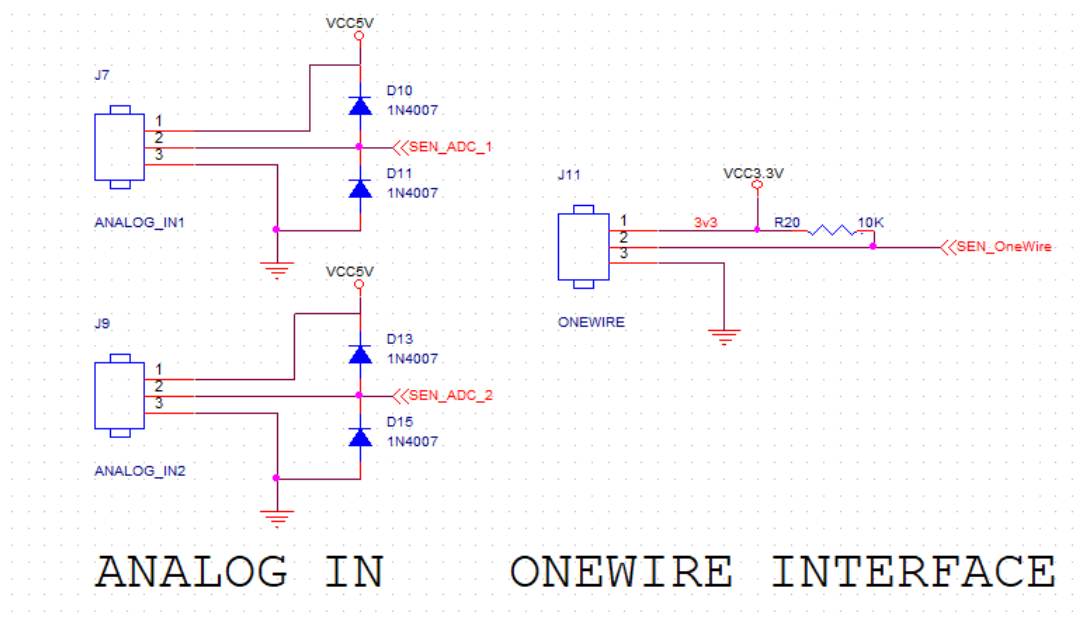 VCC5V
J7
D10
1N4007
1
2
3
SEN_ADC_1
D11
1N4007
ANALOG_IN1
VCC5V
J9
D13
1N4007
1
2
3
SEN_ADC_2
D15
1N4007
ANALOG_IN2
J11
VCC3.3V
1
2
3
3v3
R20
10K
SEN_OneWire
ONEWIRE
ANALOG IN
ONEWIRE INTERFACE